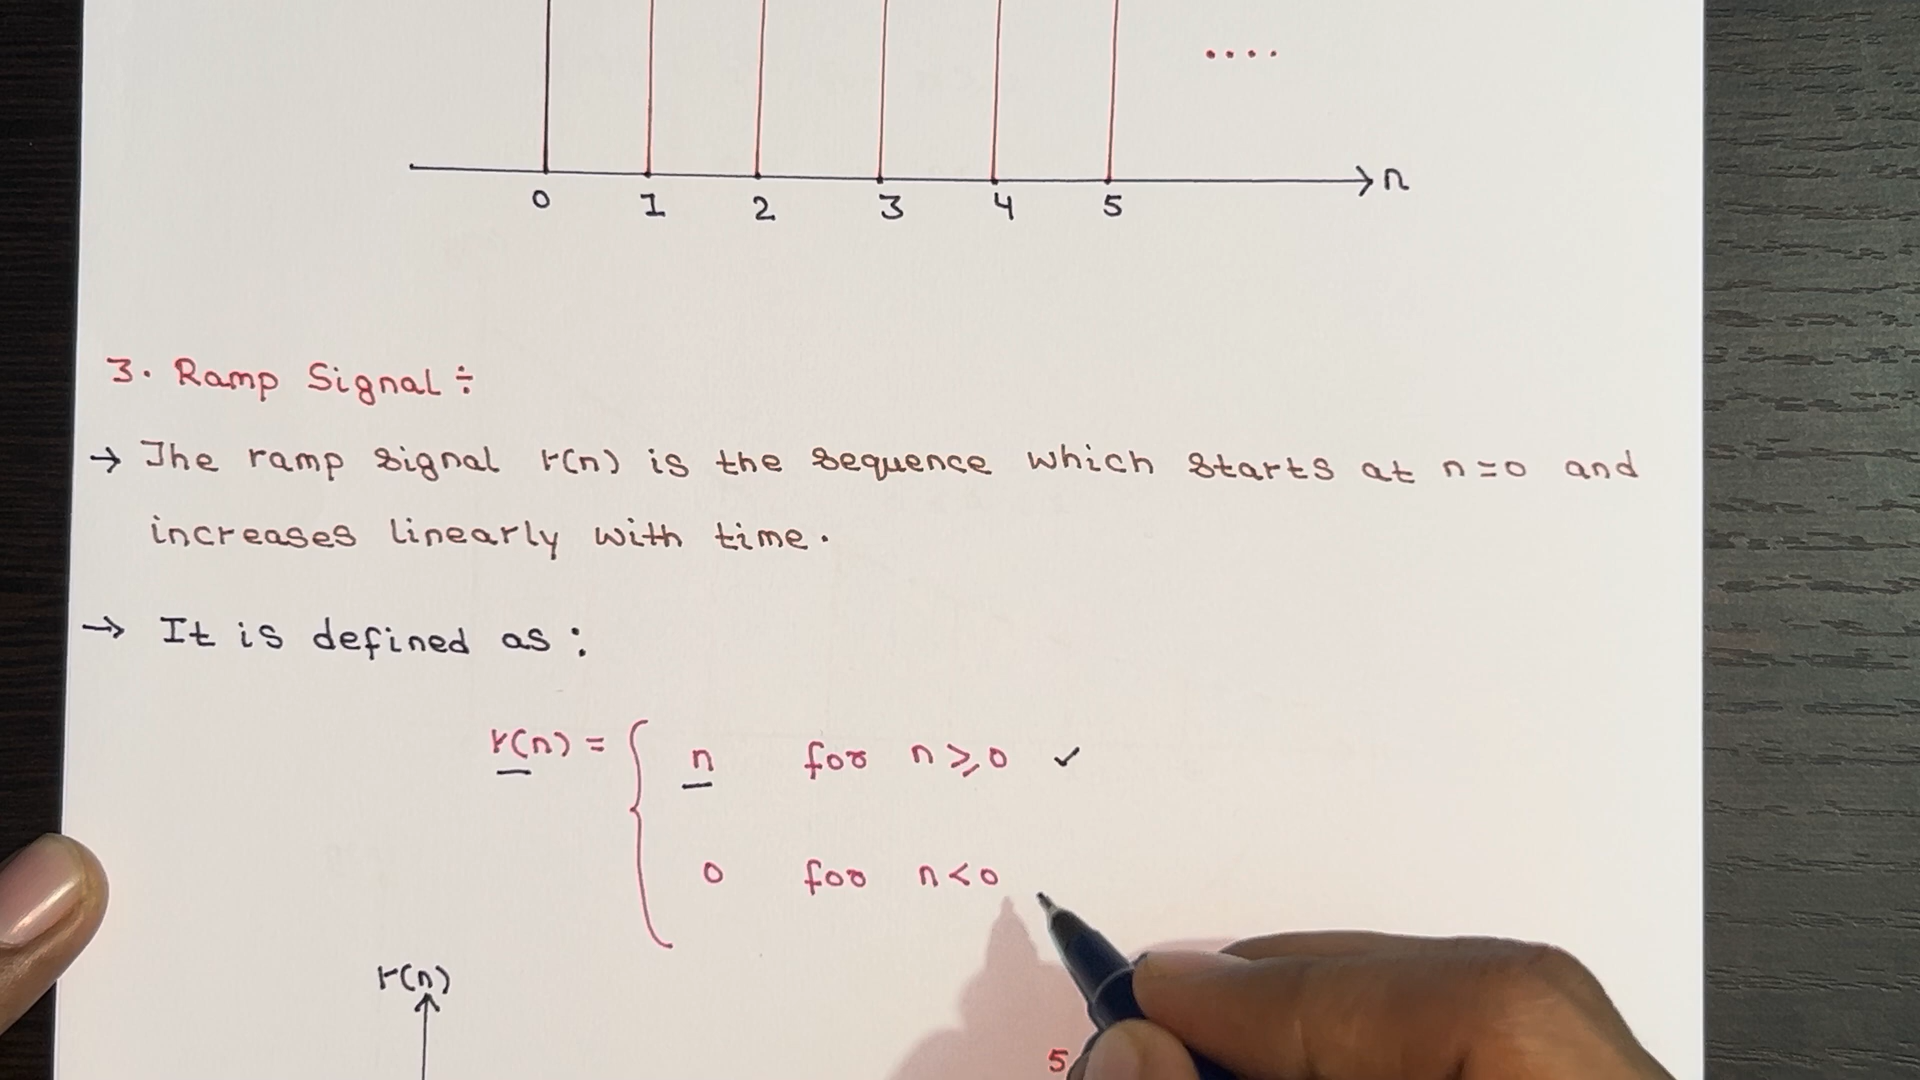 ....
n
0 1 2 3 4 5
3. Ramp Signal ÷
→ The ramp signal r(n) is the sequence which starts at n=0 and
increases linearly with time.
→ It is defined as :
r(n) = { n for n ≥ 0 ✓
0 for n < 0
r(n)
5